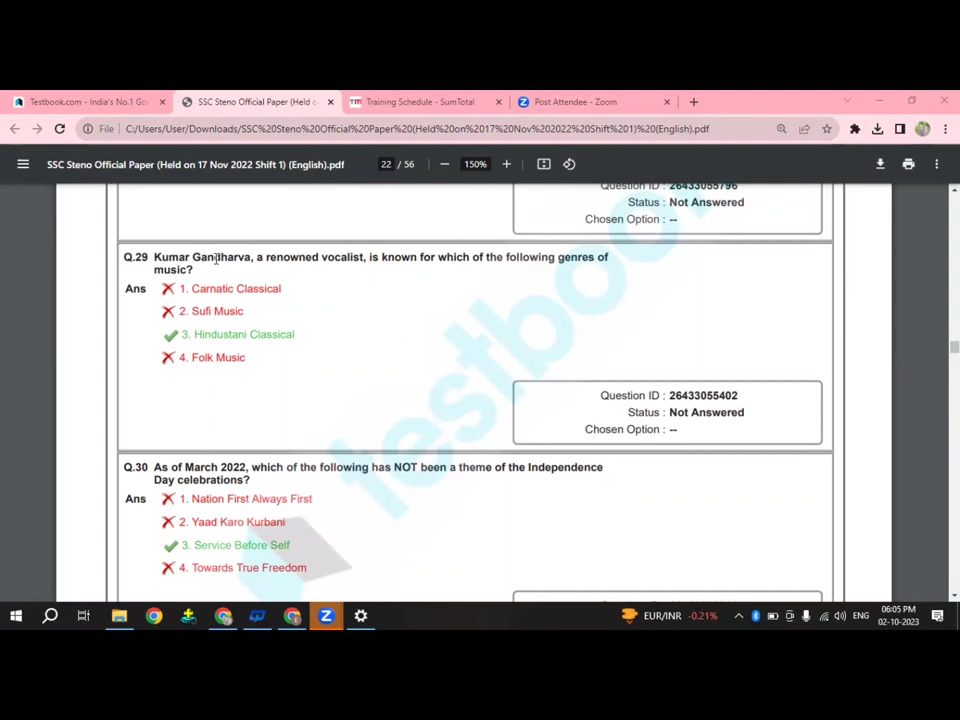 Testbook.com - India's No.1 Go
SSC Steno Official Paper (Held o
Training Schedule - SumTotal
Post Attendee - Zoom
File
C:/Users/User/Downloads/SSC%20Steno%20Official%20Paper%20(Held%20on%2017%20Nov%202022%20Shift%201)%20(English).pdf
SSC Steno Official Paper (Held on 17 Nov 2022 Shift 1) (English).pdf
22 / 56
150%
Question ID : 26433055796
Status : Not Answered
Chosen Option : --
Q.29 Kumar Gandharva, a renowned vocalist, is known for which of the following genres of
music?
Ans
1. Carnatic Classical
2. Sufi Music
3. Hindustani Classical
4. Folk Music
Question ID : 26433055402
Status : Not Answered
Chosen Option : --
Q.30 As of March 2022, which of the following has NOT been a theme of the Independence
Day celebrations?
Ans
1. Nation First Always First
2. Yaad Karo Kurbani
3. Service Before Self
4. Towards True Freedom
testbook
EUR/INR -0.21%
ENG
06:05 PM
02-10-2023